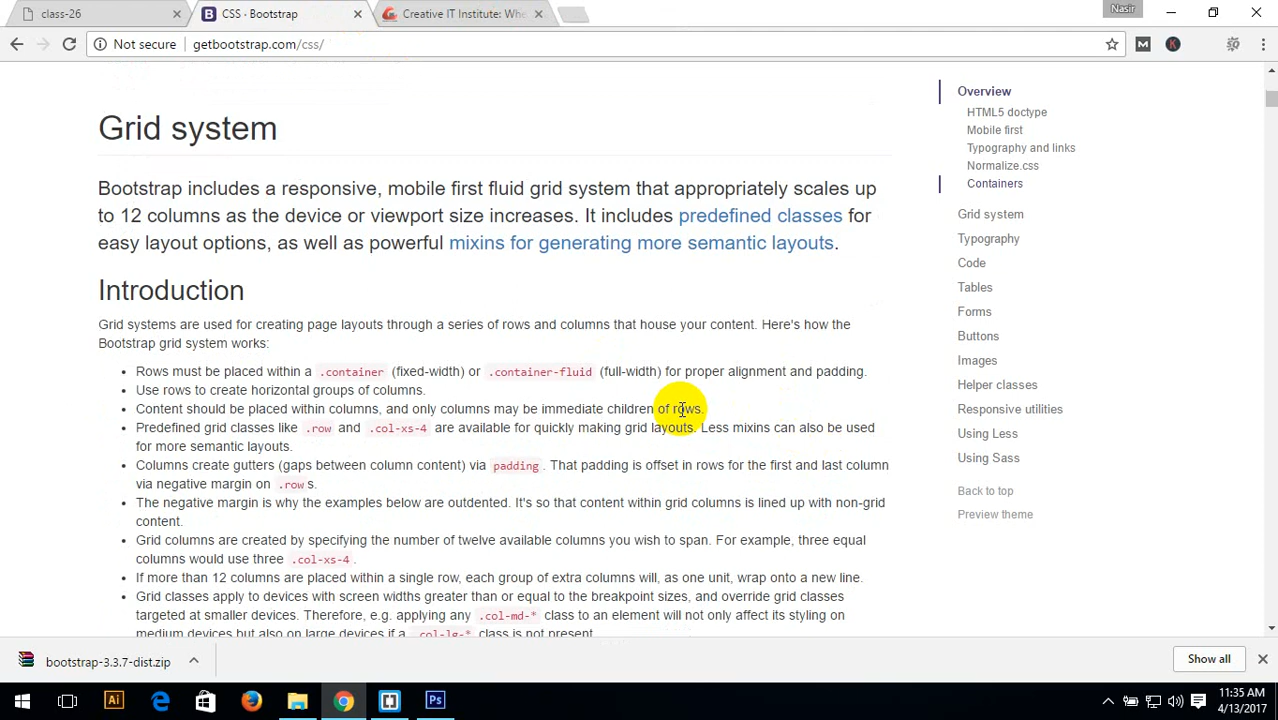 class-26
CSS · Bootstrap
Creative IT Institute: Whe
Nasir
Not secure
getbootstrap.com/css/
Grid system
Bootstrap includes a responsive, mobile first fluid grid system that appropriately scales up
to 12 columns as the device or viewport size increases. It includes predefined classes for
easy layout options, as well as powerful mixins for generating more semantic layouts.
Introduction
Grid systems are used for creating page layouts through a series of rows and columns that house your content. Here's how the
Bootstrap grid system works:
• Rows must be placed within a .container (fixed-width) or .container-fluid (full-width) for proper alignment and padding.
• Use rows to create horizontal groups of columns.
• Content should be placed within columns, and only columns may be immediate children of rows.
• Predefined grid classes like .row and .col-xs-4 are available for quickly making grid layouts. Less mixins can also be used
for more semantic layouts.
• Columns create gutters (gaps between column content) via padding . That padding is offset in rows for the first and last column
via negative margin on .row s.
• The negative margin is why the examples below are outdented. It's so that content within grid columns is lined up with non-grid
content.
• Grid columns are created by specifying the number of twelve available columns you wish to span. For example, three equal
columns would use three .col-xs-4 .
• If more than 12 columns are placed within a single row, each group of extra columns will, as one unit, wrap onto a new line.
• Grid classes apply to devices with screen widths greater than or equal to the breakpoint sizes, and override grid classes
targeted at smaller devices. Therefore, e.g. applying any .col-md-* class to an element will not only affect its styling on
medium devices but also on large devices if a .col-lg-* class is not present.
Overview
HTML5 doctype
Mobile first
Typography and links
Normalize.css
Containers
Grid system
Typography
Code
Tables
Forms
Buttons
Images
Helper classes
Responsive utilities
Using Less
Using Sass
Back to top
Preview theme
bootstrap-3.3.7-dist.zip
Show all
Ai
Ps
11:35 AM
4/13/2017